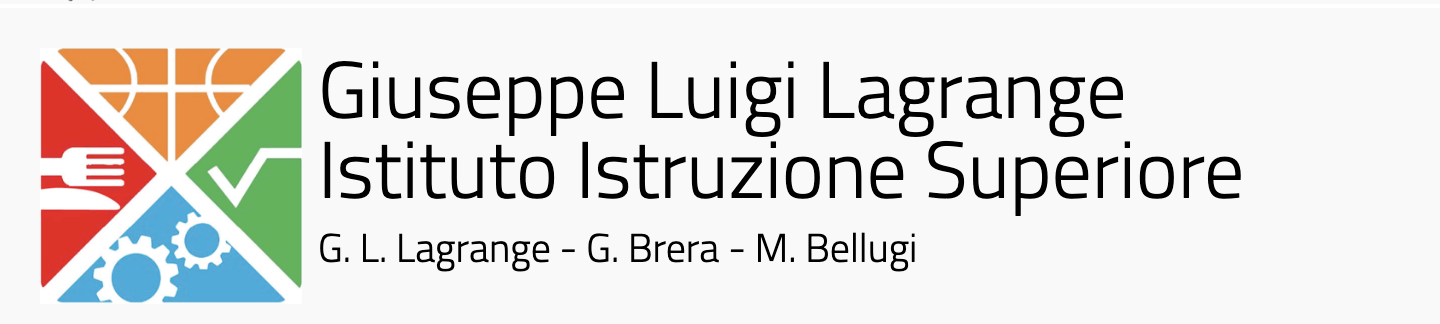 Giuseppe Luigi Lagrange
Istituto Istruzione Superiore
G. L. Lagrange - G. Brera - M. Bellugi